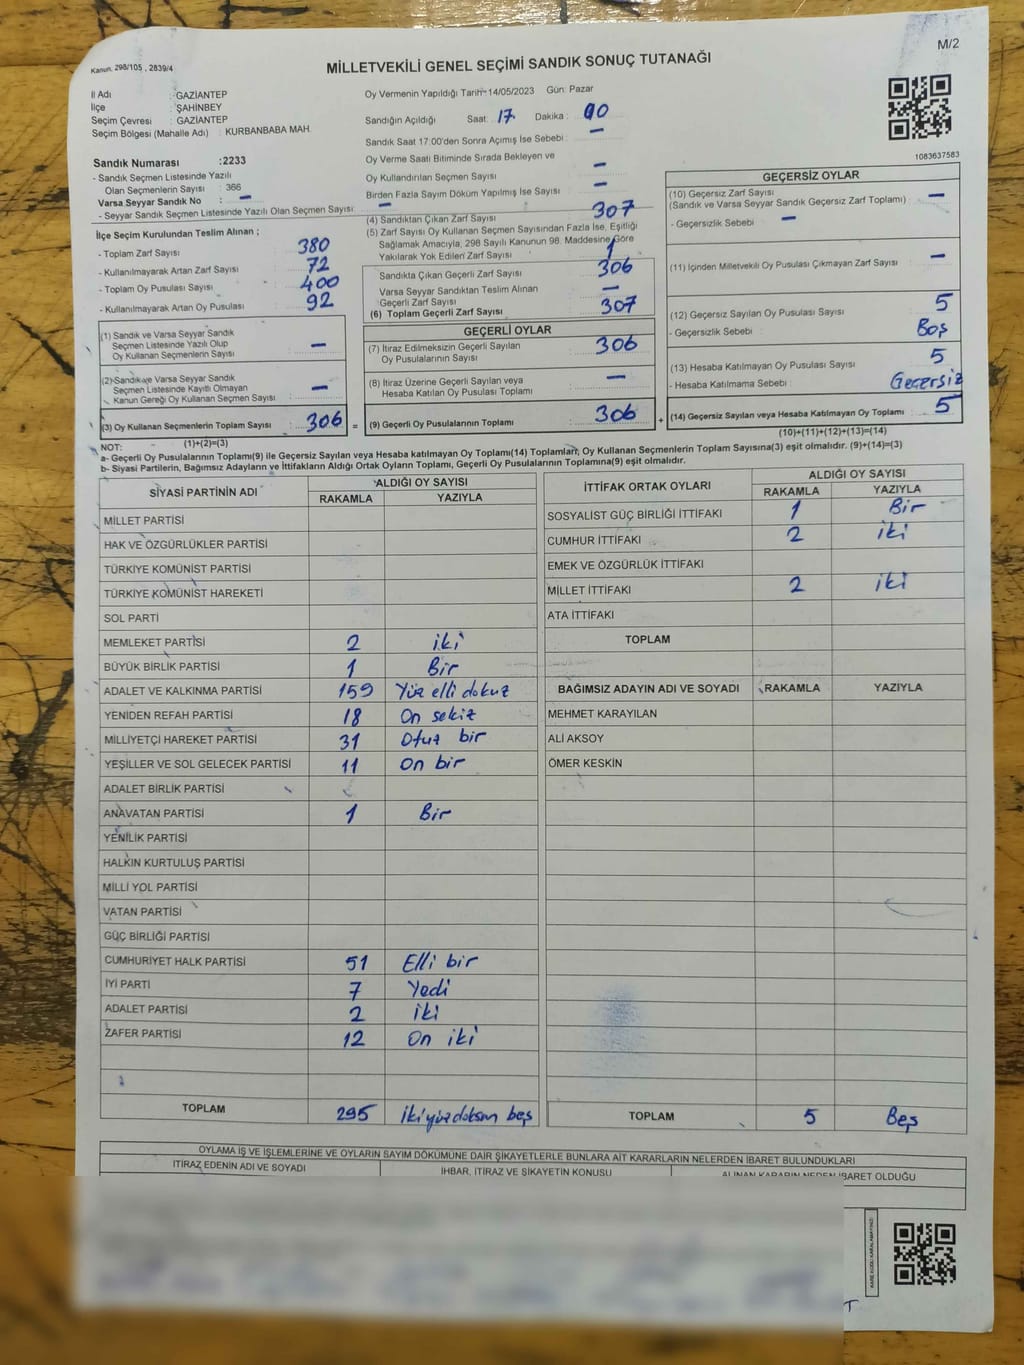 M/2
Kanun: 298/105 , 2839/4
MİLLETVEKİLİ GENEL SEÇİMİ SANDIK SONUÇ TUTANAĞI
İl Adı : GAZİANTEP
İlçe : ŞAHİNBEY
Seçim Çevresi : GAZİANTEP
Seçim Bölgesi (Mahalle Adı) : KURBANBABA MAH.
Sandık Numarası :2233
- Sandık Seçmen Listesinde Yazılı
Olan Seçmenlerin Sayısı : 366
Varsa Seyyar Sandık No : —
- Seyyar Sandık Seçmen Listesinde Yazılı Olan Seçmen Sayısı: —
Oy Vermenin Yapıldığı Tarih 14/05/2023 Gün: Pazar
Sandığın Açıldığı Saat: 17 Dakika : 00
Sandık Saat 17:00'den Sonra Açımış İse Sebebi : —
Oy Verme Saati Bitiminde Sırada Bekleyen ve
Oy Kullandırılan Seçmen Sayısı : —
Birden Fazla Sayım Döküm Yapılmış İse Sayısı : —
1083637583
İlçe Seçim Kurulundan Teslim Alınan ;
- Toplam Zarf Sayısı : 380
- Kullanılmayarak Artan Zarf Sayısı : 72
- Toplam Oy Pusulası Sayısı : 400
- Kullanılmayarak Artan Oy Pusulası : 92
(4) Sandıktan Çıkan Zarf Sayısı : 307
(5) Zarf Sayısı Oy Kullanan Seçmen Sayısından Fazla İse, Eşitliği
Sağlamak Amacıyla, 298 Sayılı Kanunun 98. Maddesine Göre
Yakılarak Yok Edilen Zarf Sayısı : 1
Sandıkta Çıkan Geçerli Zarf Sayısı : 306
Varsa Seyyar Sandıktan Teslim Alınan
Geçerli Zarf Sayısı : —
(6) Toplam Geçerli Zarf Sayısı : 307
GEÇERSİZ OYLAR
(10) Geçersiz Zarf Sayısı
(Sandık ve Varsa Seyyar Sandık Geçersiz Zarf Toplamı) : —
- Geçersizlik Sebebi : —
(11) İçinden Milletvekili Oy Pusulası Çıkmayan Zarf Sayısı : —
(12) Geçersiz Sayılan Oy Pusulası Sayısı : 5
- Geçersizlik Sebebi : Boş
(13) Hesaba Katılmayan Oy Pusulası Sayısı : 5
- Hesaba Katılmama Sebebi : Geçersiz
(14) Geçersiz Sayılan veya Hesaba Katılmayan Oy Toplamı : 5
(10)+(11)+(12)+(13)=(14)
(1) Sandık ve Varsa Seyyar Sandık
Seçmen Listesinde Yazılı Olup
Oy Kullanan Seçmenlerin Sayısı : —
(2) Sandık ve Varsa Seyyar Sandık
Seçmen Listesinde Kayıtlı Olmayan
Kanun Gereği Oy Kullanan Seçmen Sayısı : —
(3) Oy Kullanan Seçmenlerin Toplam Sayısı : 306 =
(1)+(2)=(3)
GEÇERLİ OYLAR
(7) İtiraz Edilmeksizin Geçerli Sayılan
Oy Pusulalarının Sayısı : 306
(8) İtiraz Üzerine Geçerli Sayılan veya
Hesaba Katılan Oy Pusulası Toplamı : —
(9) Geçerli Oy Pusulalarının Toplamı : 306 +
NOT:
a- Geçerli Oy Pusulalarının Toplamı(9) ile Geçersiz Sayılan veya Hesaba katılmayan Oy Toplamı(14) Toplamları, Oy Kullanan Seçmenlerin Toplam Sayısına(3) eşit olmalıdır. (9)+(14)=(3)
b- Siyasi Partilerin, Bağımsız Adayların ve İttifakların Aldığı Ortak Oyların Toplamı, Geçerli Oy Pusulalarının Toplamına(9) eşit olmalıdır.
SİYASİ PARTİNİN ADI ALDIĞI OY SAYISI
RAKAMLA YAZIYLA
MİLLET PARTİSİ
HAK VE ÖZGÜRLÜKLER PARTİSİ
TÜRKİYE KOMÜNİST PARTİSİ
TÜRKİYE KOMÜNİST HAREKETİ
SOL PARTİ
MEMLEKET PARTİSİ 2 iki
BÜYÜK BİRLİK PARTİSİ 1 Bir
ADALET VE KALKINMA PARTİSİ 159 Yüz elli dokuz
YENİDEN REFAH PARTİSİ 18 On sekiz
MİLLİYETÇİ HAREKET PARTİSİ 31 Otuz bir
YEŞİLLER VE SOL GELECEK PARTİSİ 11 On bir
ADALET BİRLİK PARTİSİ
ANAVATAN PARTİSİ 1 Bir
YENİLİK PARTİSİ
HALKIN KURTULUŞ PARTİSİ
MİLLİ YOL PARTİSİ
VATAN PARTİSİ
GÜÇ BİRLİĞİ PARTİSİ
CUMHURİYET HALK PARTİSİ 51 Elli bir
İYİ PARTİ 7 Yedi
ADALET PARTİSİ 2 iki
ZAFER PARTİSİ 12 On iki
TOPLAM 295 ikiyüzdoksan beş
İTTİFAK ORTAK OYLARI ALDIĞI OY SAYISI
RAKAMLA YAZIYLA
SOSYALİST GÜÇ BİRLİĞİ İTTİFAKI 1 Bir
CUMHUR İTTİFAKI 2 iki
EMEK VE ÖZGÜRLÜK İTTİFAKI
MİLLET İTTİFAKI 2 iki
ATA İTTİFAKI
TOPLAM
BAĞIMSIZ ADAYIN ADI VE SOYADI RAKAMLA YAZIYLA
MEHMET KARAYILAN
ALİ AKSOY
ÖMER KESKİN
TOPLAM 5 Beş
OYLAMA İŞ VE İŞLEMLERİNE VE OYLARIN SAYIM DÖKÜMÜNE DAİR ŞİKAYETLERLE BUNLARA AİT KARARLARIN NELERDEN İBARET BULUNDUKLARI
İTİRAZ EDENİN ADI VE SOYADI İHBAR, İTİRAZ VE ŞİKAYETİN KONUSU ALINAN KARARIN NEDEN İBARET OLDUĞU